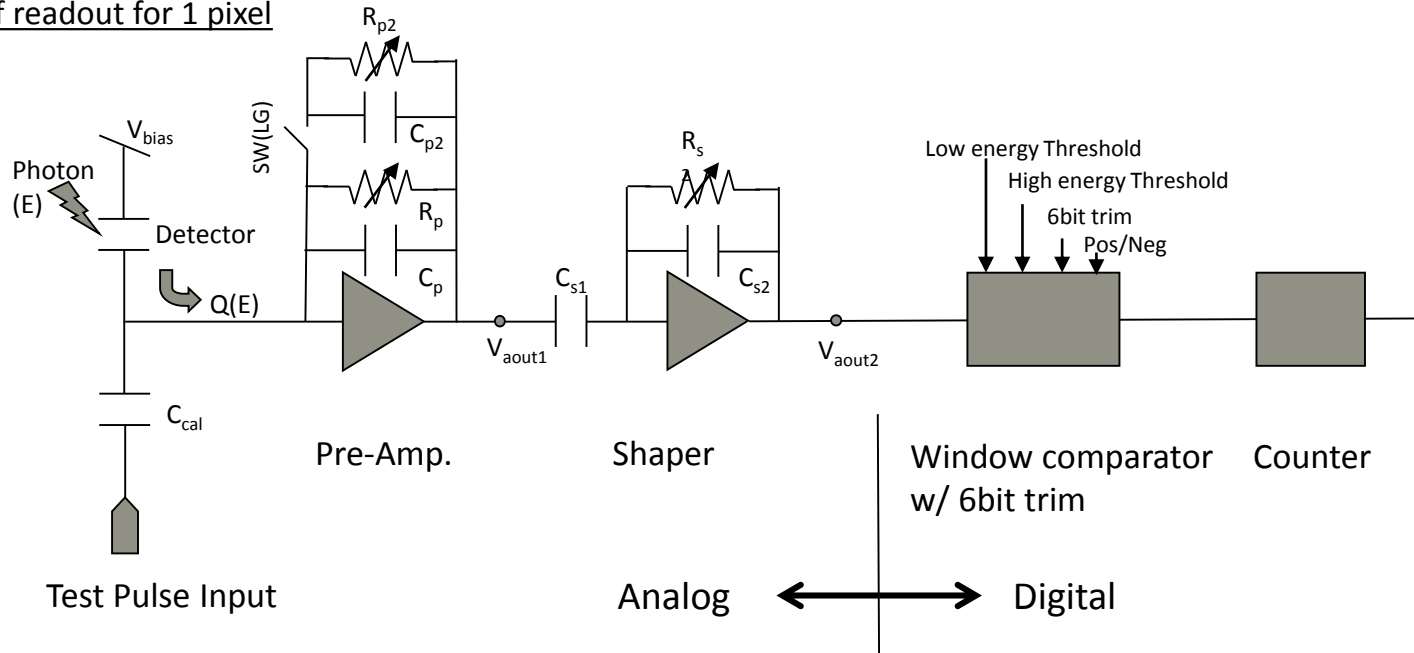 f readout for 1 pixel
Rp2
Cp2
SW(LG)
Vbias
Photon
(E)
Detector
Q(E)
Rp
Cp
Rs
2
Cs1
Cs2
Vaout1
Vaout2
Ccal
Low energy Threshold
High energy Threshold
6bit trim
Pos/Neg
Pre-Amp.
Shaper
Window comparator
w/ 6bit trim
Counter
Test Pulse Input
Analog
Digital